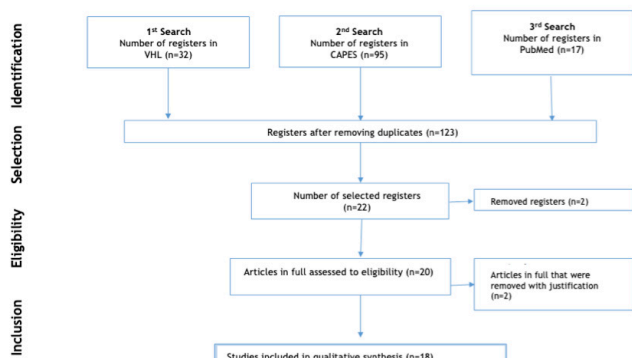 Identification
1st Search
Number of registers in
VHL (n=32)
2nd Search
Number of registers in
CAPES (n=95)
3rd Search
Number of registers in
PubMed (n=17)
Selection
Registers after removing duplicates (n=123)
Eligibility
Number of selected registers
(n=22)
Removed registers (n=2)
Articles in full assessed to eligibility (n=20)
Articles in full that were
removed with justification
(n=2)
Inclusion
Studies included in qualitative synthesis (n=18)